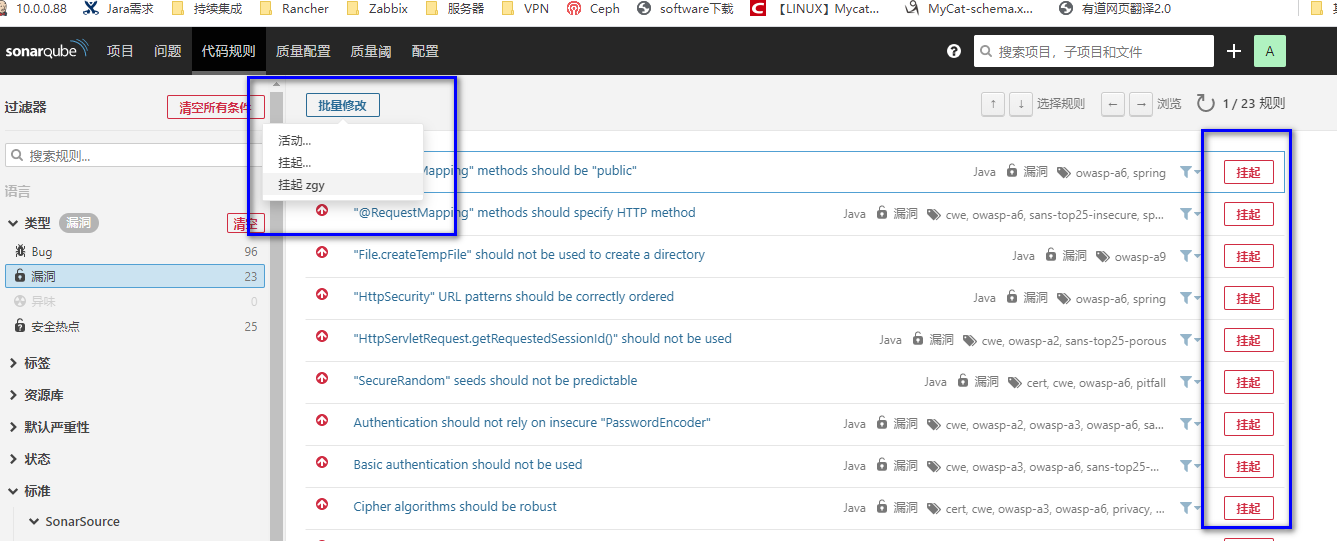 10.0.0.88 Jara需求 持续集成 Rancher Zabbix 服务器 VPN Ceph software下载 【LINUX】Mycat... MyCat-schema.x... 有道网页翻译2.0
sonarqube 项目 问题 代码规则 质量配置 质量阈 配置 搜索项目，子项目和文件 A
过滤器 清空所有条件 批量修改 选择规则 浏览 1 / 23 规则
活动...
搜索规则... 挂起...
Mapping" methods should be "public" Java 漏洞 owasp-a6, spring 挂起
挂起 zgy
语言
"@RequestMapping" methods should specify HTTP method Java 漏洞 cwe, owasp-a6, sans-top25-insecure, sp... 挂起
类型 漏洞 清空
Bug 96
"File.createTempFile" should not be used to create a directory Java 漏洞 owasp-a9 挂起
漏洞 23
异味 0
"HttpSecurity" URL patterns should be correctly ordered Java 漏洞 owasp-a6, spring 挂起
安全热点 25
"HttpServletRequest.getRequestedSessionId()" should not be used Java 漏洞 cwe, owasp-a2, sans-top25-porous 挂起
标签
"SecureRandom" seeds should not be predictable Java 漏洞 cert, cwe, owasp-a6, pitfall 挂起
资源库
默认严重性
Authentication should not rely on insecure "PasswordEncoder" Java 漏洞 cwe, owasp-a2, owasp-a3, owasp-a6, sa... 挂起
状态
Basic authentication should not be used Java 漏洞 cwe, owasp-a3, owasp-a6, sans-top25-... 挂起
标准
Cipher algorithms should be robust Java 漏洞 cert, cwe, owasp-a3, owasp-a6, privacy, ... 挂起
SonarSource